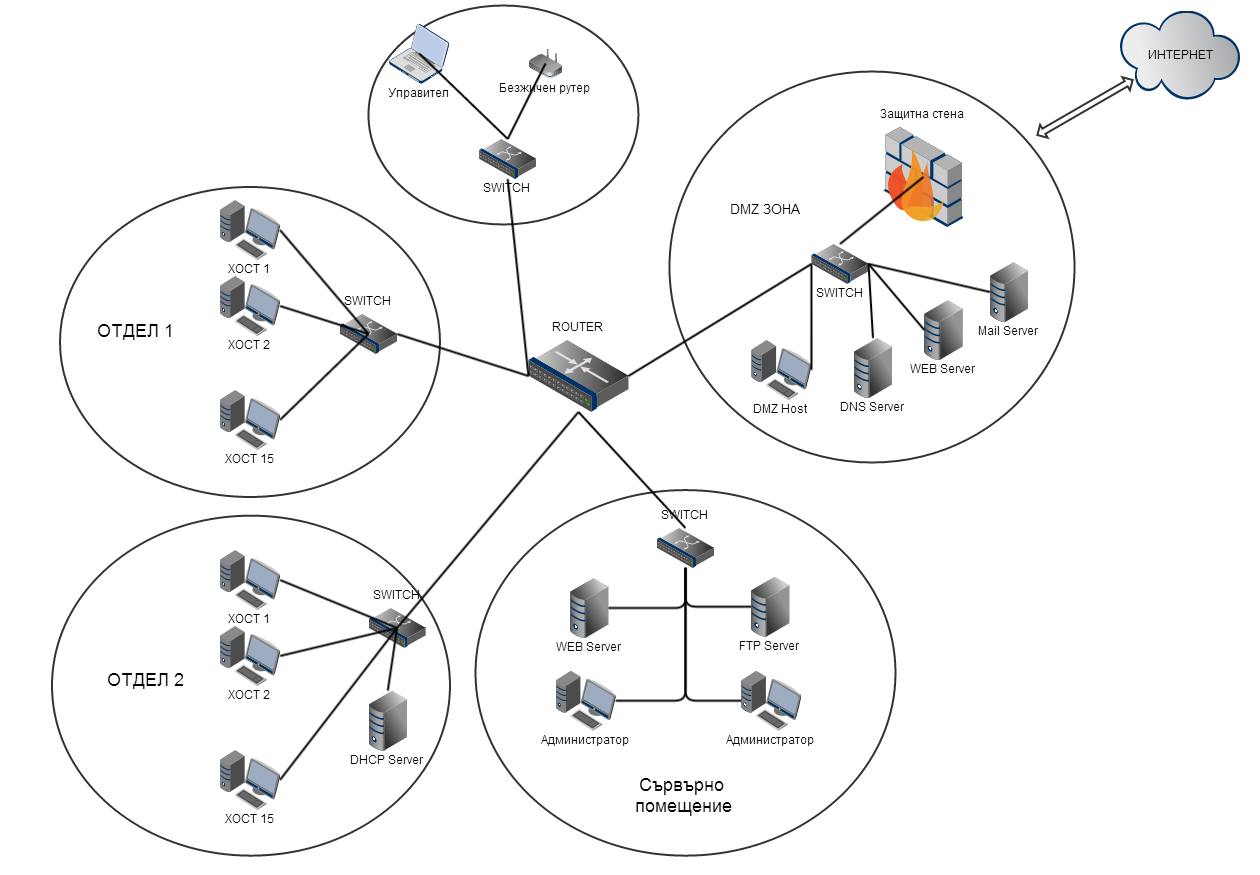 ИНТЕРНЕТ
Управител
Безжичен рутер
SWITCH
Защитна стена
DMZ ЗОНА
SWITCH
Mail Server
WEB Server
DNS Server
DMZ Host
ROUTER
ОТДЕЛ 1
ХОСТ 1
ХОСТ 2
ХОСТ 15
SWITCH
ОТДЕЛ 2
ХОСТ 1
ХОСТ 2
ХОСТ 15
SWITCH
DHCP Server
SWITCH
WEB Server
FTP Server
Администратор
Администратор
Сървърно
помещение